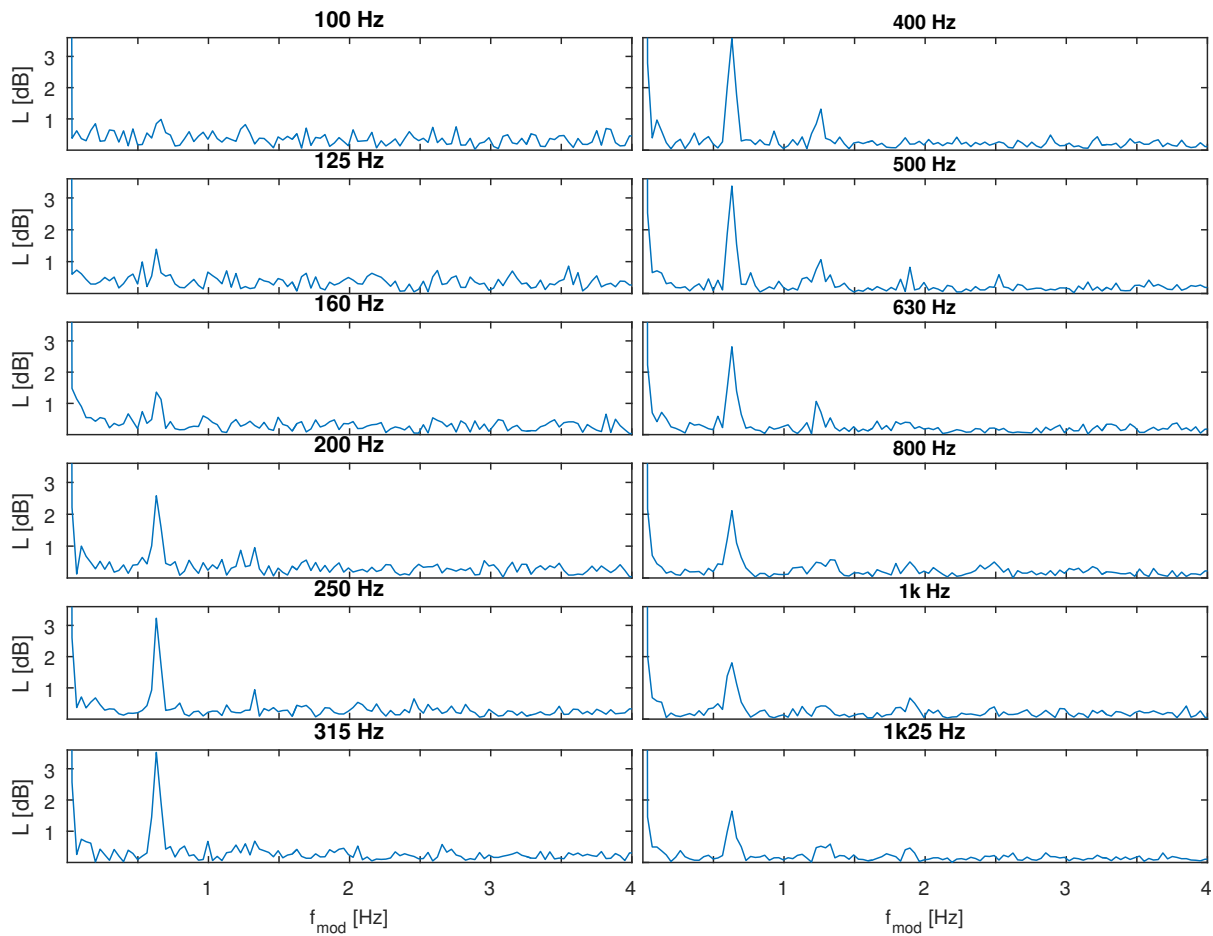 100 Hz
L [dB]
3
2
1
125 Hz
L [dB]
3
2
1
160 Hz
L [dB]
3
2
1
200 Hz
L [dB]
3
2
1
250 Hz
L [dB]
3
2
1
315 Hz
L [dB]
3
2
1
1 2 3 4
f_mod [Hz]
400 Hz
500 Hz
630 Hz
800 Hz
1k Hz
1k25 Hz
1 2 3 4
f_mod [Hz]